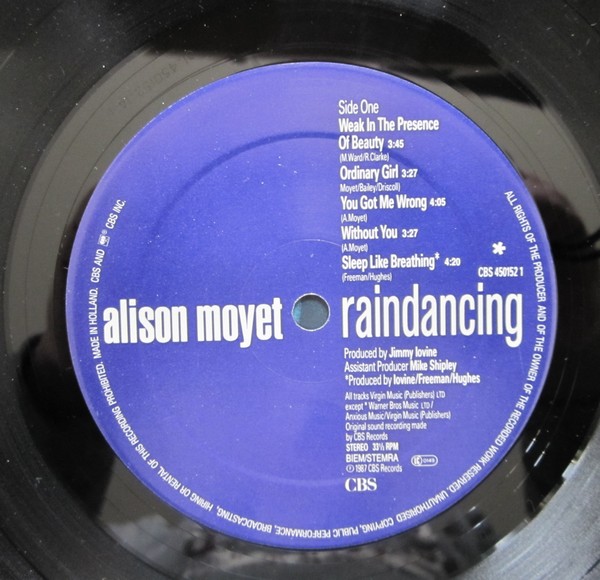 Side One
Weak In The Presence
Of Beauty 3:45
(M.Ward/R.Clarke)
Ordinary Girl 3:27
Moyet/Bailey/Driscoll)
You Got Me Wrong 4:05
(A.Moyet)
Without You 3:27
(A.Moyet)
Sleep Like Breathing* 4:20
(Freeman/Hughes)
*
CBS 450152 1
alison moyet raindancing
Produced by Jimmy Iovine
Assistant Producer Mike Shipley
*Produced by Iovine/Freeman/Hughes
All tracks Virgin Music (Publishers) LTD
except * Warner Bros Music LTD /
Anxious Music/Virgin Music (Publishers)
Original sound recording made
by CBS Records
STEREO 33⅓ RPM
BIEM/STEMRA
℗ 1987 CBS Records
CBS
ALL RIGHTS OF THE PRODUCER AND OF THE OWNER OF THE RECORDED WORK RESERVED. UNAUTHORISED COPYING, PUBLIC PERFORMANCE, BROADCASTING, HIRING OR RENTAL OF THIS RECORDING PROHIBITED. MADE IN HOLLAND. CBS AND ® CBS INC.